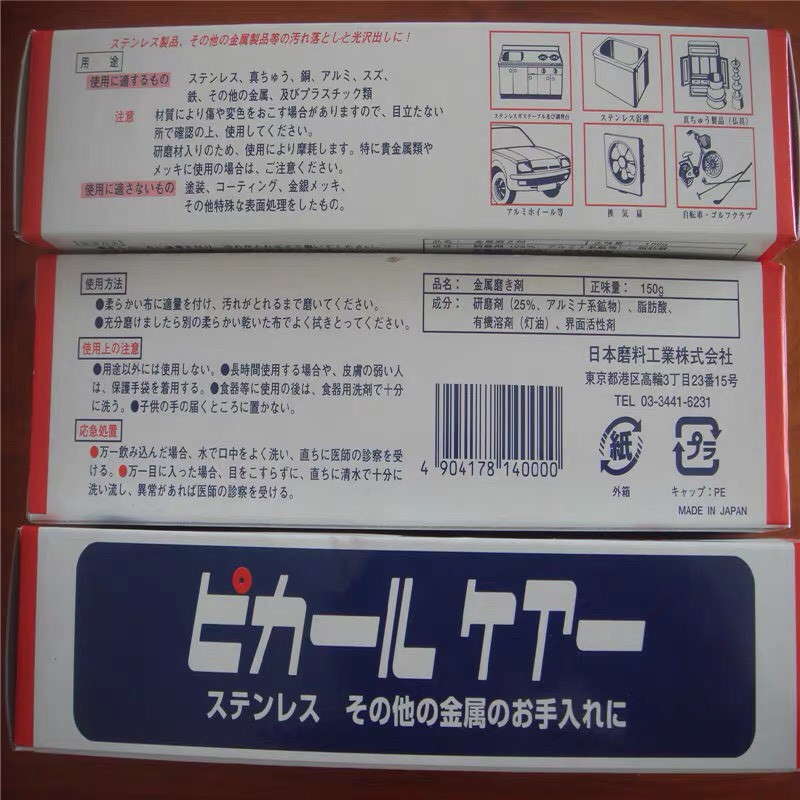 ステンレス製品、その他の金属製品等の汚れ落としと光沢出しに!
用 途
使用に適するもの ステンレス、真ちゅう、銅、アルミ、スズ、
鉄、その他の金属、及びプラスチック類
注意 材質により傷や変色をおこす場合がありますので、目立たない
所で確認の上、使用してください。
研磨材入りのため、使用により摩耗します。特に貴金属類や
メッキに使用の場合は、ご注意ください。
使用に適さないもの 塗装、コーティング、金銀メッキ、
その他特殊な表面処理をしたもの。
ステンレスガステーブル及び調理台
ステンレス浴槽
真ちゅう製品(仏具)
アルミホイール等
換気扇
自転車・ゴルフクラブ
使用方法
●柔らかい布に適量を付け、汚れがとれるまで磨いてください。
●充分磨けましたら別の柔らかい乾いた布でよく拭きとってください。
使用上の注意
●用途以外には使用しない。●長時間使用する場合や、皮膚の弱い人
は、保護手袋を着用する。●食器等に使用の後は、食器用洗剤で十分
に洗う。●子供の手の届くところに置かない。
応急処置
●万一飲み込んだ場合、水で口中をよく洗い、直ちに医師の診察を受
ける。●万一目に入った場合、目をこすらずに、直ちに清水で十分に
洗い流し、異常があれば医師の診察を受ける。
品名: 金属磨き剤 正味量: 150g
成分: 研磨剤(25%、アルミナ系鉱物)、脂肪酸、
有機溶剤(灯油)、界面活性剤
日本磨料工業株式会社
東京都港区高輪3丁目23番15号
TEL 03-3441-6231
4 904178 140000
紙
外箱
プラ
キャップ:PE
MADE IN JAPAN
ピカール ケアー
ステンレス その他の金属のお手入れに